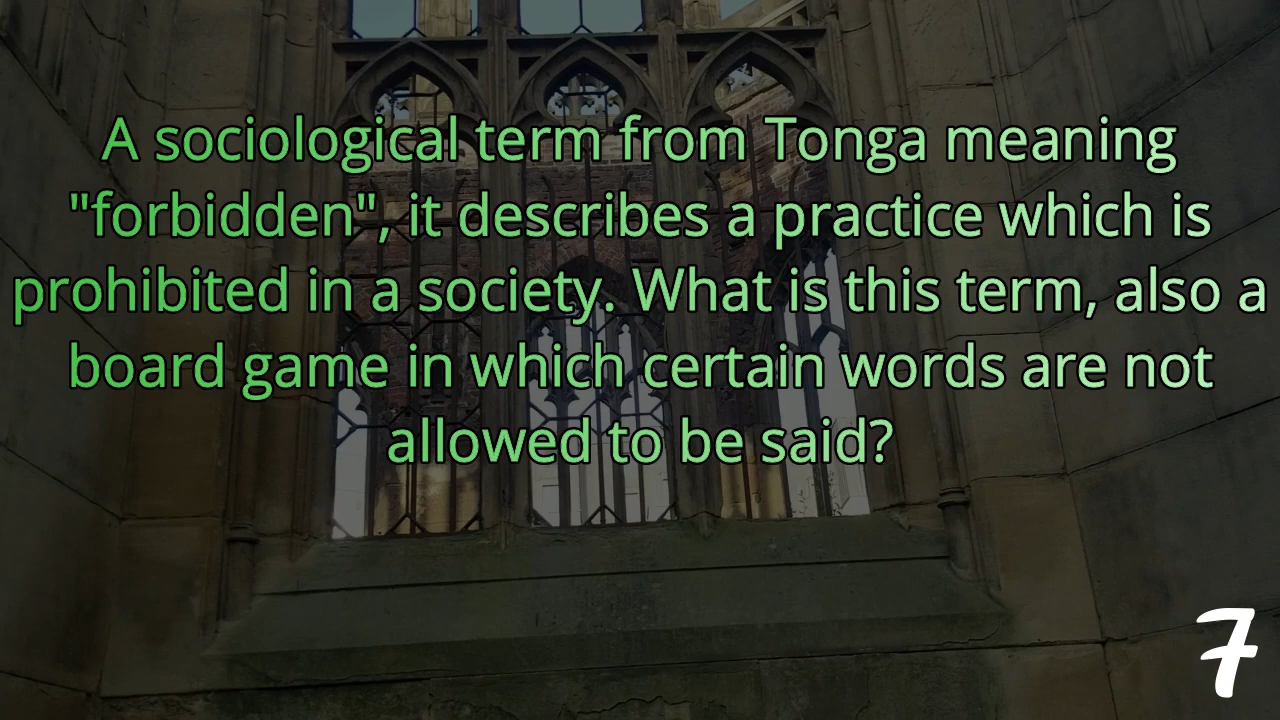 A sociological term from Tonga meaning
"forbidden", it describes a practice which is
prohibited in a society. What is this term, also a
board game in which certain words are not
allowed to be said?
7